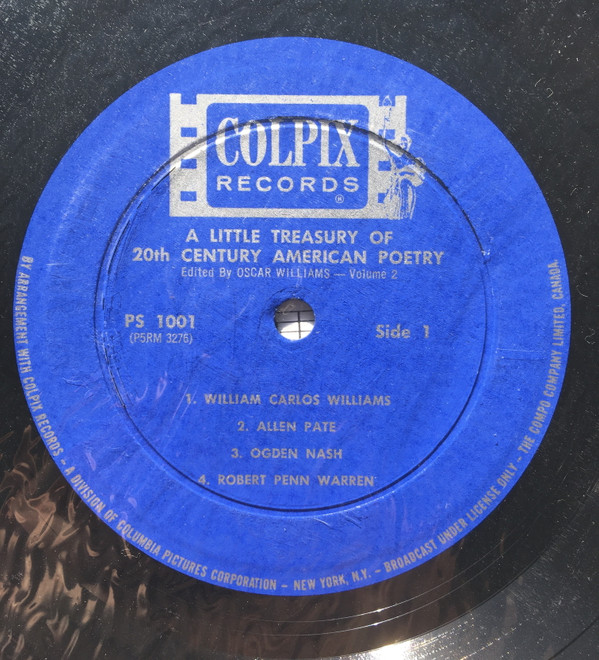 COLPIX
RECORDS
®
A LITTLE TREASURY OF
20th CENTURY AMERICAN POETRY
Edited By OSCAR WILLIAMS — Volume 2
PS 1001
(P5RM 3276)
Side 1
1. WILLIAM CARLOS WILLIAMS
2. ALLEN PATE
3. OGDEN NASH
4. ROBERT PENN WARREN
BY ARRANGEMENT WITH COLPIX RECORDS – A DIVISION OF COLUMBIA PICTURES CORPORATION – NEW YORK, N.Y. – BROADCAST UNDER LICENSE ONLY – THE COMPO COMPANY LIMITED, CANADA.